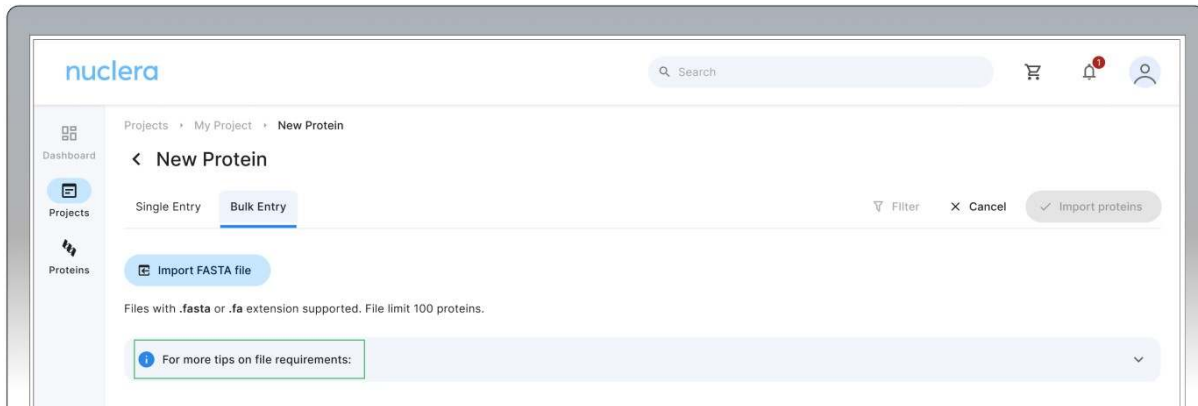 nuclera
Search
1
Dashboard
Projects
Proteins
Projects › My Project › New Protein
New Protein
Single Entry
Bulk Entry
Filter
Cancel
Import proteins
Import FASTA file
Files with .fasta or .fa extension supported. File limit 100 proteins.
For more tips on file requirements: